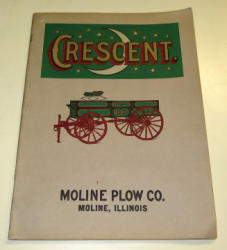 CRESCENT.
MOLINE PLOW CO.
MOLINE, ILLINOIS